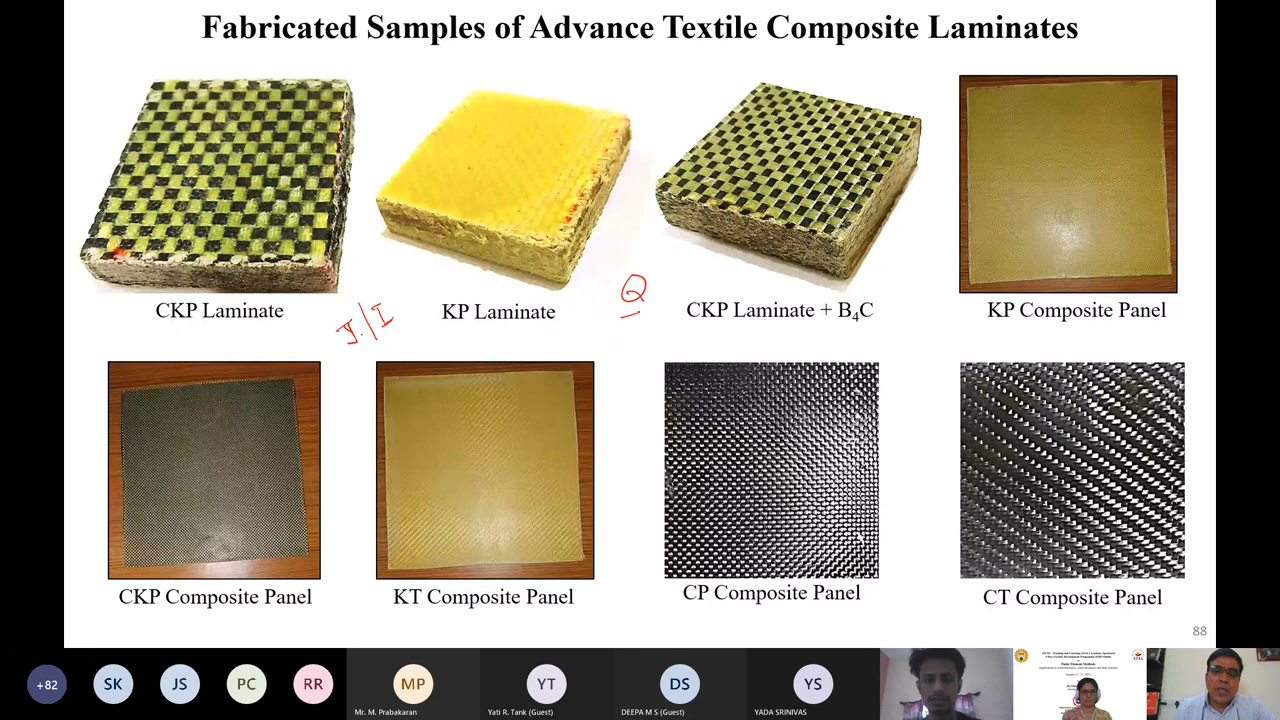 Fabricated Samples of Advance Textile Composite Laminates
CKP Laminate
KP Laminate
CKP Laminate + B₄C
KP Composite Panel
Q
CKP Composite Panel
KT Composite Panel
CP Composite Panel
CT Composite Panel
88
+82
SK
JS
PC
RR
MP
Mr. M. Prabakaran
YT
Yati R. Tank (Guest)
DS
DEEPA M S (Guest)
YS
YADA SRINIVAS